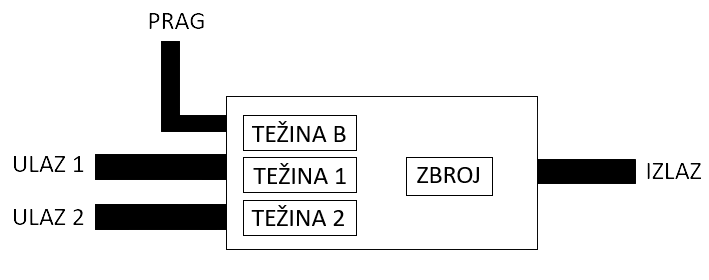 PRAG
TEŽINA B
ULAZ 1
TEŽINA 1
ZBROJ
IZLAZ
ULAZ 2
TEŽINA 2